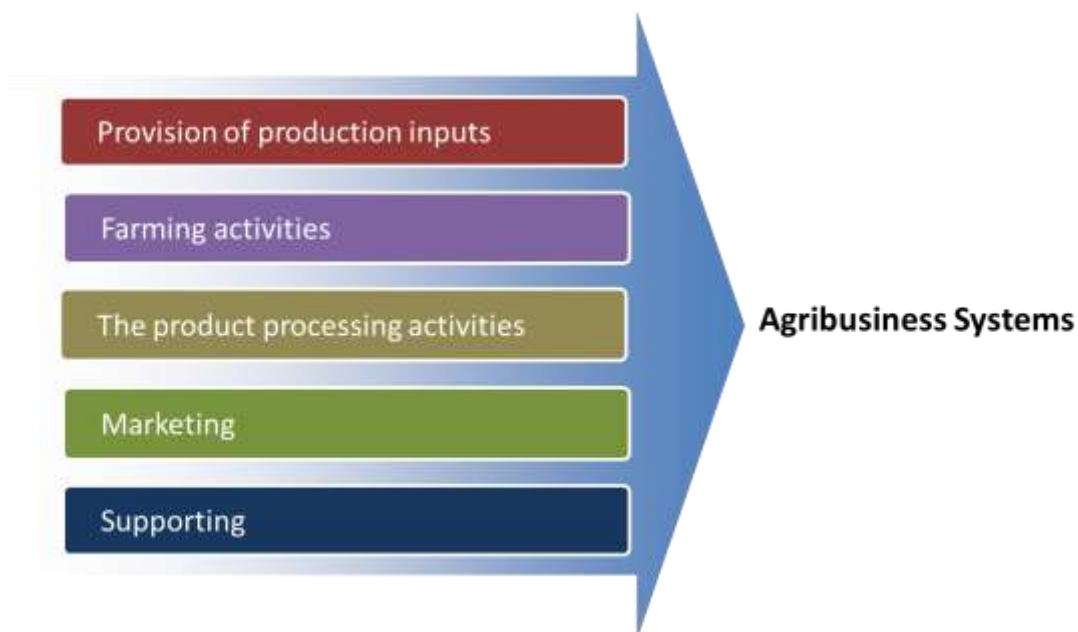 Provision of production inputs
Farming activities
The product processing activities
Agribusiness Systems
Marketing
Supporting